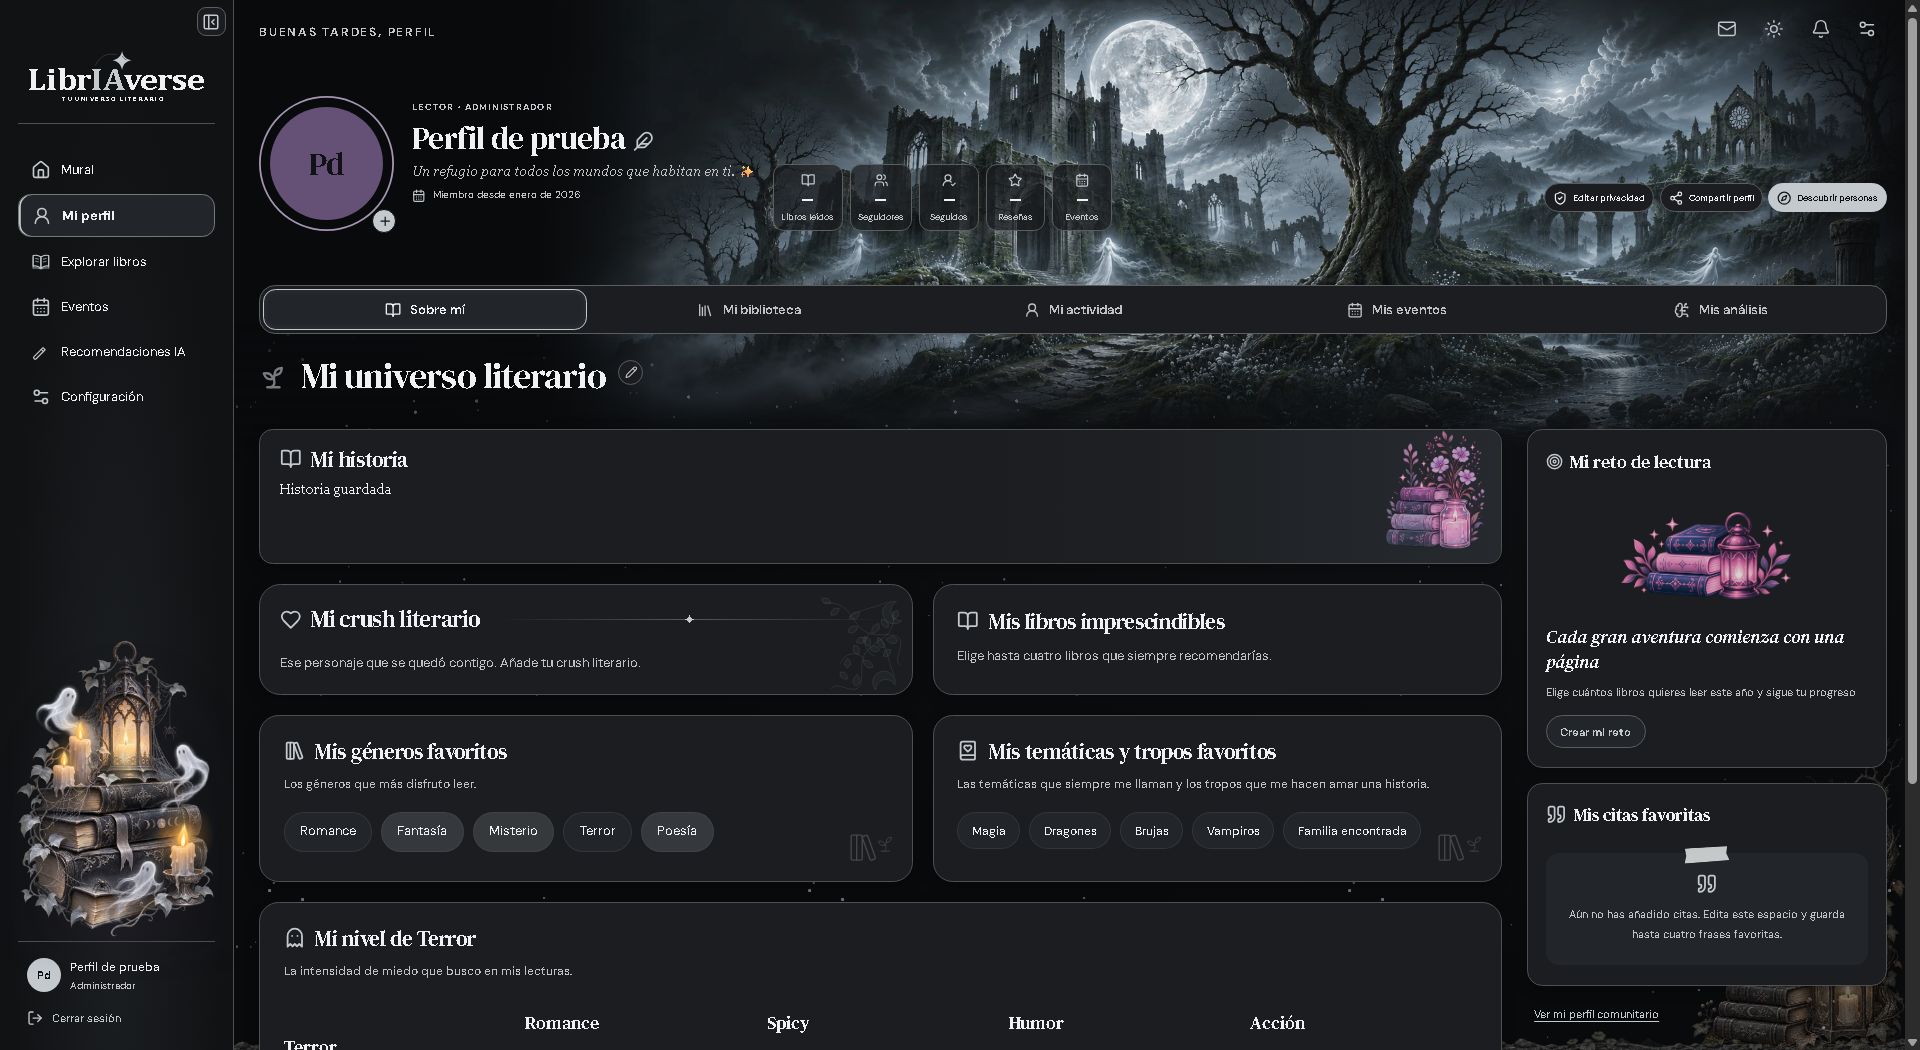 LibrIAverse
TU UNIVERSO LITERARIO
Mural
Mi perfil
Explorar libros
Eventos
Recomendaciones IA
Configuración
Pd
Perfil de prueba
Administrador
Cerrar sesión
BUENAS TARDES, PERFIL
Pd
LECTOR • ADMINISTRADOR
Perfil de prueba
Un refugio para todos los mundos que habitan en ti. ✨
Miembro desde enero de 2026
— — — — —
Libros leídos Seguidores Seguidos Reseñas Eventos
Editar privacidad Compartir perfil Descubrir personas
Sobre mí Mi biblioteca Mi actividad Mis eventos Mis análisis
Mi universo literario
Mi historia
Historia guardada
Mi crush literario
Ese personaje que se quedó contigo. Añade tu crush literario.
Mis libros imprescindibles
Elige hasta cuatro libros que siempre recomendarías.
Mis géneros favoritos
Los géneros que más disfruto leer.
Romance Fantasía Misterio Terror Poesía
Mis temáticas y tropos favoritos
Las temáticas que siempre me llaman y los tropos que me hacen amar una historia.
Magia Dragones Brujas Vampiros Familia encontrada
Mi nivel de Terror
La intensidad de miedo que busco en mis lecturas.
Romance Spicy Humor Acción
Terror
Mi reto de lectura
Cada gran aventura comienza con una
página
Elige cuántos libros quieres leer este año y sigue tu progreso
Crear mi reto
Mis citas favoritas
Aún no has añadido citas. Edita este espacio y guarda
hasta cuatro frases favoritas.
Ver mi perfil comunitario